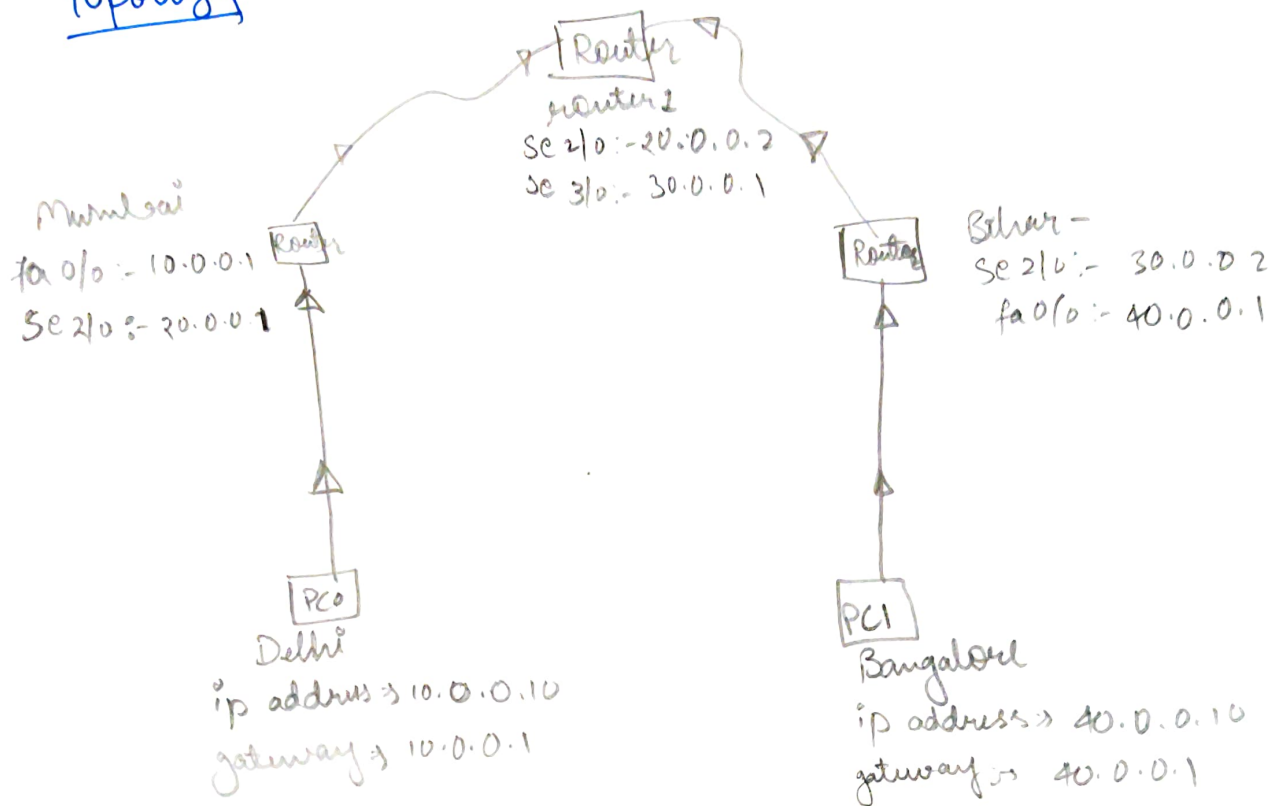 Topology
Router
router1
se 2/0 :- 20.0.0.2
se 3/0 :- 30.0.0.1
Mumbai
fa 0/0 :- 10.0.0.1
Se 2/0 :- 20.0.0.1
Router
Router
Bihar -
se 2/0 :- 30.0.0.2
fa 0/0 :- 40.0.0.1
PC0
Delhi
ip address → 10.0.0.10
gateway → 10.0.0.1
PC1
Bangalore
ip address → 40.0.0.10
gateway → 40.0.0.1